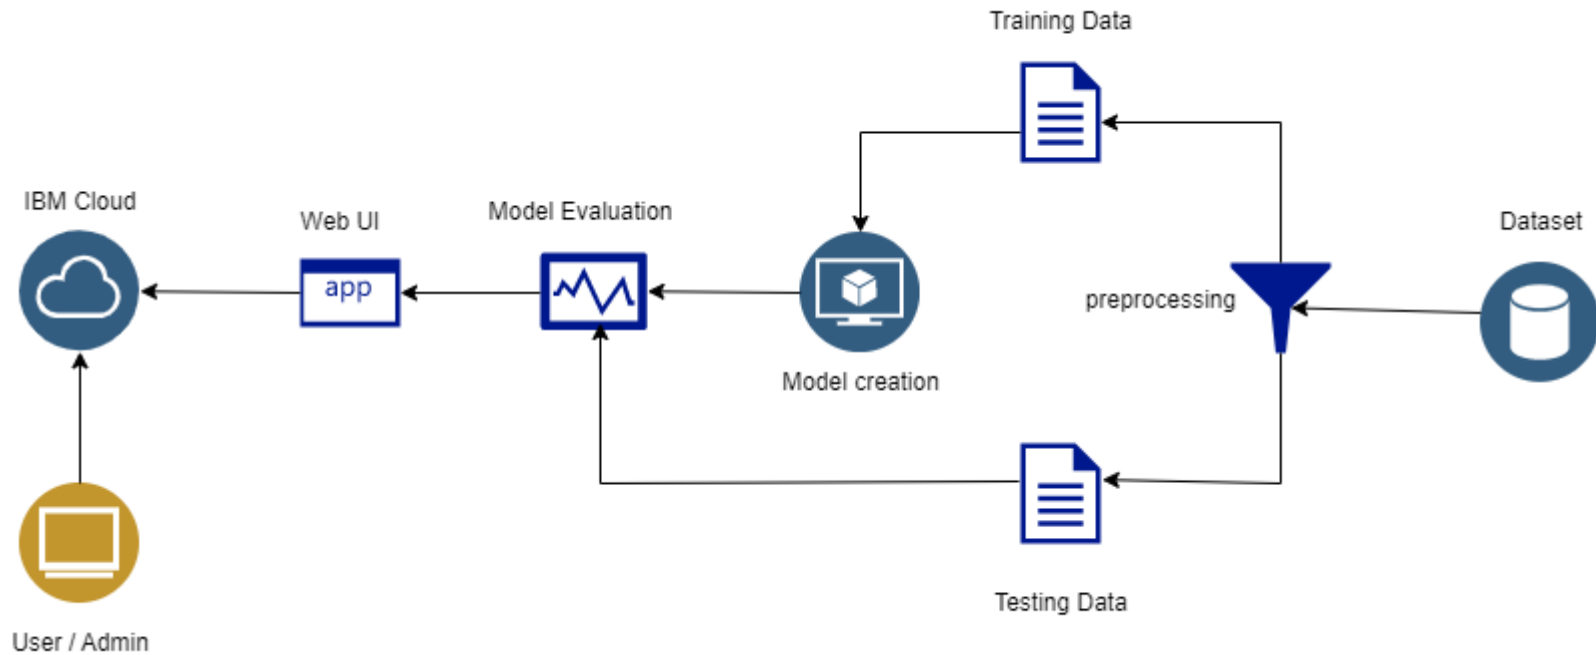 Training Data
IBM Cloud
Web UI
Model Evaluation
Dataset
app
preprocessing
Model creation
Testing Data
User / Admin